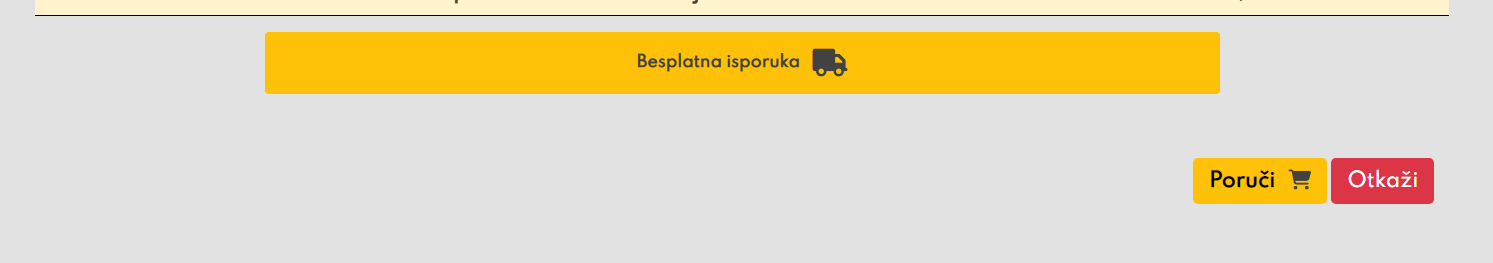 Besplatna isporuka
Poruči
Otkaži